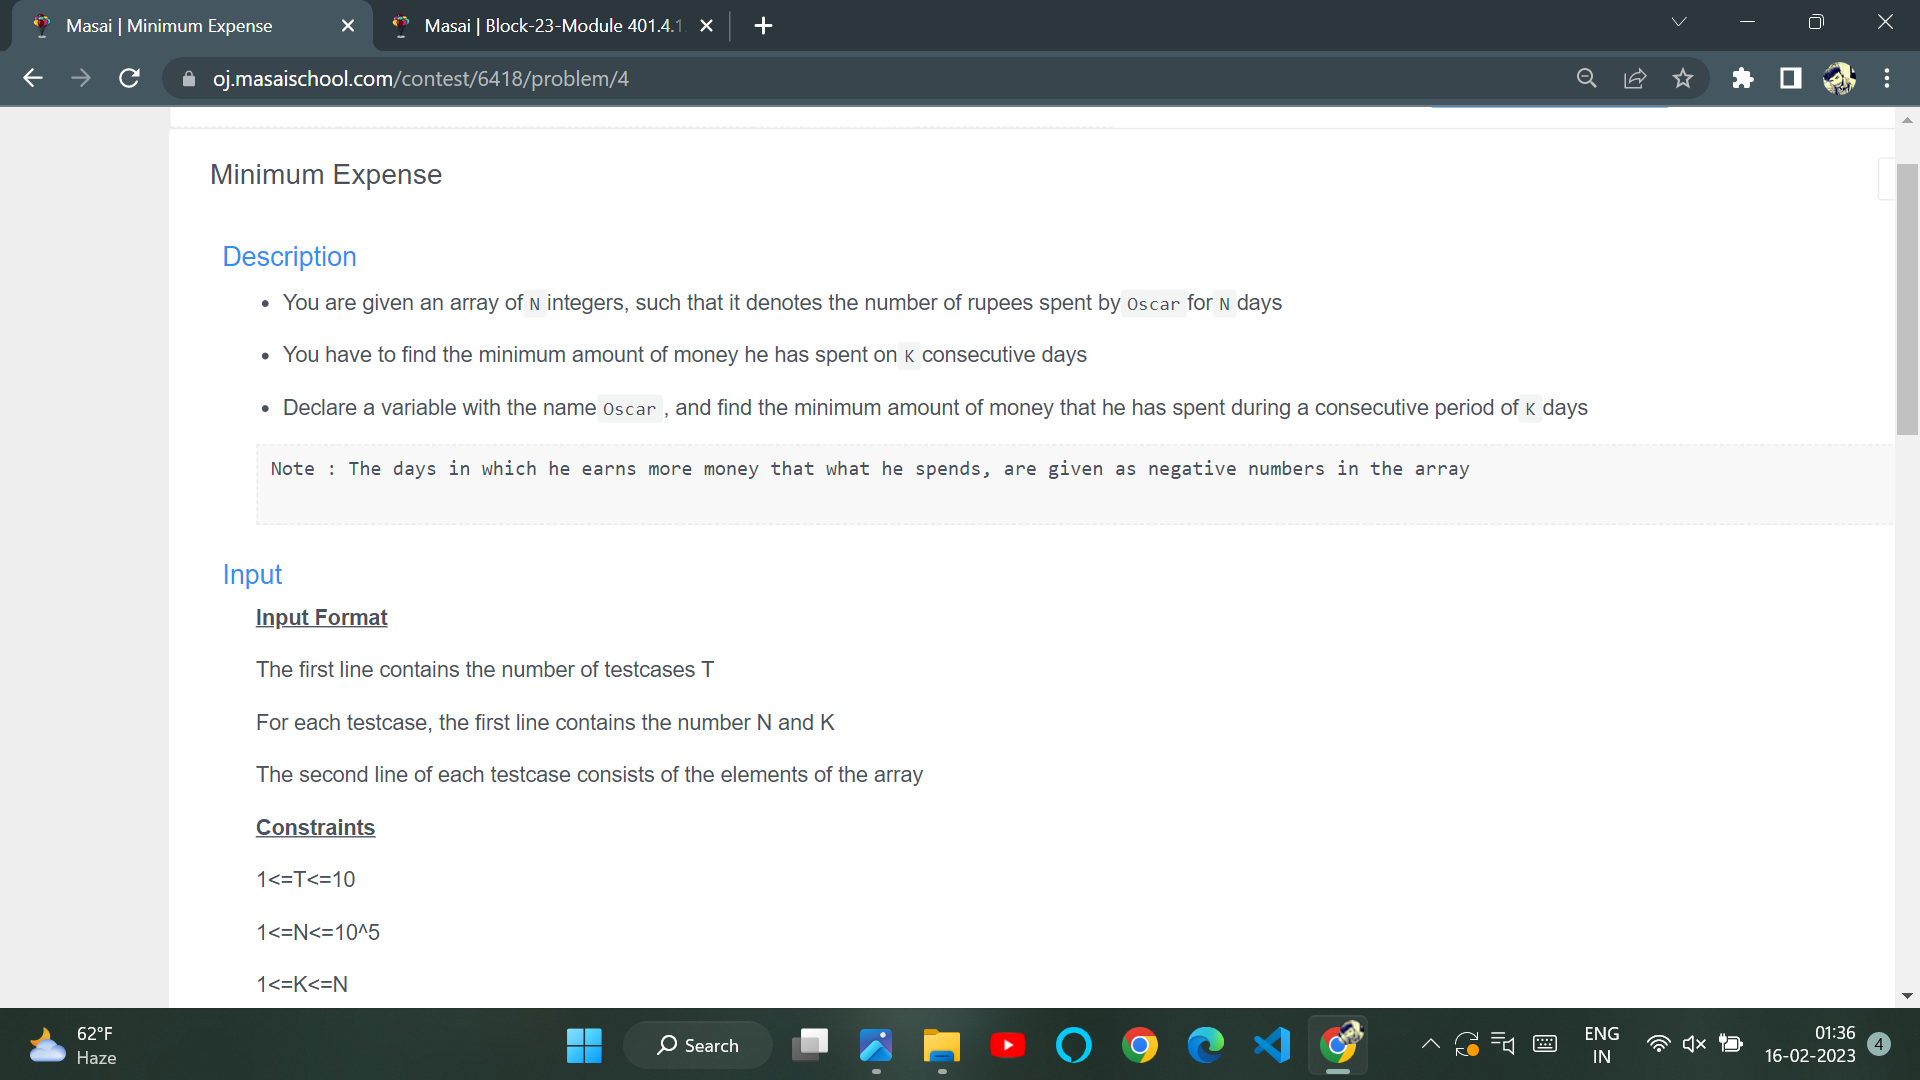 Masai | Minimum Expense
Masai | Block-23-Module 401.4.1
oj.masaischool.com/contest/6418/problem/4
Minimum Expense
Description
• You are given an array of N integers, such that it denotes the number of rupees spent by Oscar for N days
• You have to find the minimum amount of money he has spent on K consecutive days
• Declare a variable with the name Oscar , and find the minimum amount of money that he has spent during a consecutive period of K days
Note : The days in which he earns more money that what he spends, are given as negative numbers in the array
Input
Input Format
The first line contains the number of testcases T
For each testcase, the first line contains the number N and K
The second line of each testcase consists of the elements of the array
Constraints
1<=T<=10
1<=N<=10^5
1<=K<=N
62°F
Haze
Search
ENG
IN
01:36
16-02-2023
4